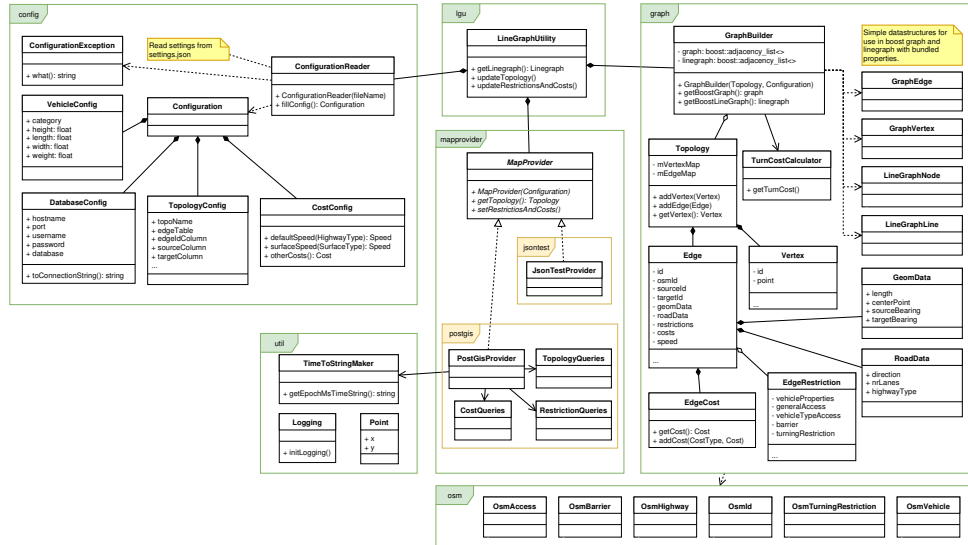 config
ConfigurationException
+ what(): string
Read settings from
settings.json
ConfigurationReader
+ ConfigurationReader(fileName)
+ fillConfig(): Configuration
VehicleConfig
+ category
+ height: float
+ length: float
+ width: float
+ weight: float
Configuration
DatabaseConfig
+ hostname
+ port
+ username
+ password
+ database
+ toConnectionString(): string
TopologyConfig
+ topoName
+ edgeTable
+ edgeIdColumn
+ sourceColumn
+ targetColumn
...
CostConfig
+ defaultSpeed(HighwayType): Speed
+ surfaceSpeed(SurfaceType): Speed
+ otherCosts(): Cost
lgu
LineGraphUtility
+ getLinegraph(): Linegraph
+ updateTopology()
+ updateRestrictionsAndCosts()
mapprovider
MapProvider
+ MapProvider(Configuration)
+ getTopology(): Topology
+ setRestrictiosAndCosts()
jsontest
JsonTestProvider
postgis
PostGisProvider
TopologyQueries
CostQueries
RestrictionQueries
util
TimeToStringMaker
+ getEpochMsTimeString(): string
Logging
+ initLogging()
Point
+ x
+ y
graph
GraphBuilder
- graph: boost::adjacency_list<>
- linegraph: boost::adjacency_list<>
+ GraphBuilder(Topology, Configuration)
+ getBoostGraph(): graph
+ getBoostLineGraph(): linegraph
Simple datastructures for
use in boost graph and
linegraph with bundled
properties.
GraphEdge
GraphVertex
LineGraphNode
LineGraphLine
Topology
- mVertexMap
- mEdgeMap
+ addVertex(Vertex)
+ addEdge(Edge)
+ getVertex(): Vertex
TurnCostCalculator
+ getTurnCost()
Edge
- id
- osmId
- sourceId
- targetId
- geomData
- roadData
- restrictions
- costs
- speed
...
Vertex
- id
- point
...
GeomData
+ length
+ centerPoint
+ sourceBearing
+ targetBearing
RoadData
+ direction
+ nrLanes
+ highwayType
EdgeCost
+ getCost(): Cost
+ addCost(CostType, Cost)
EdgeRestriction
- vehicleProperties
- generalAccess
- vehicleTypeAccess
- barrier
- turningRestriction
...
osm
OsmAccess
OsmBarrier
OsmHighway
OsmId
OsmTurningRestriction
OsmVehicle